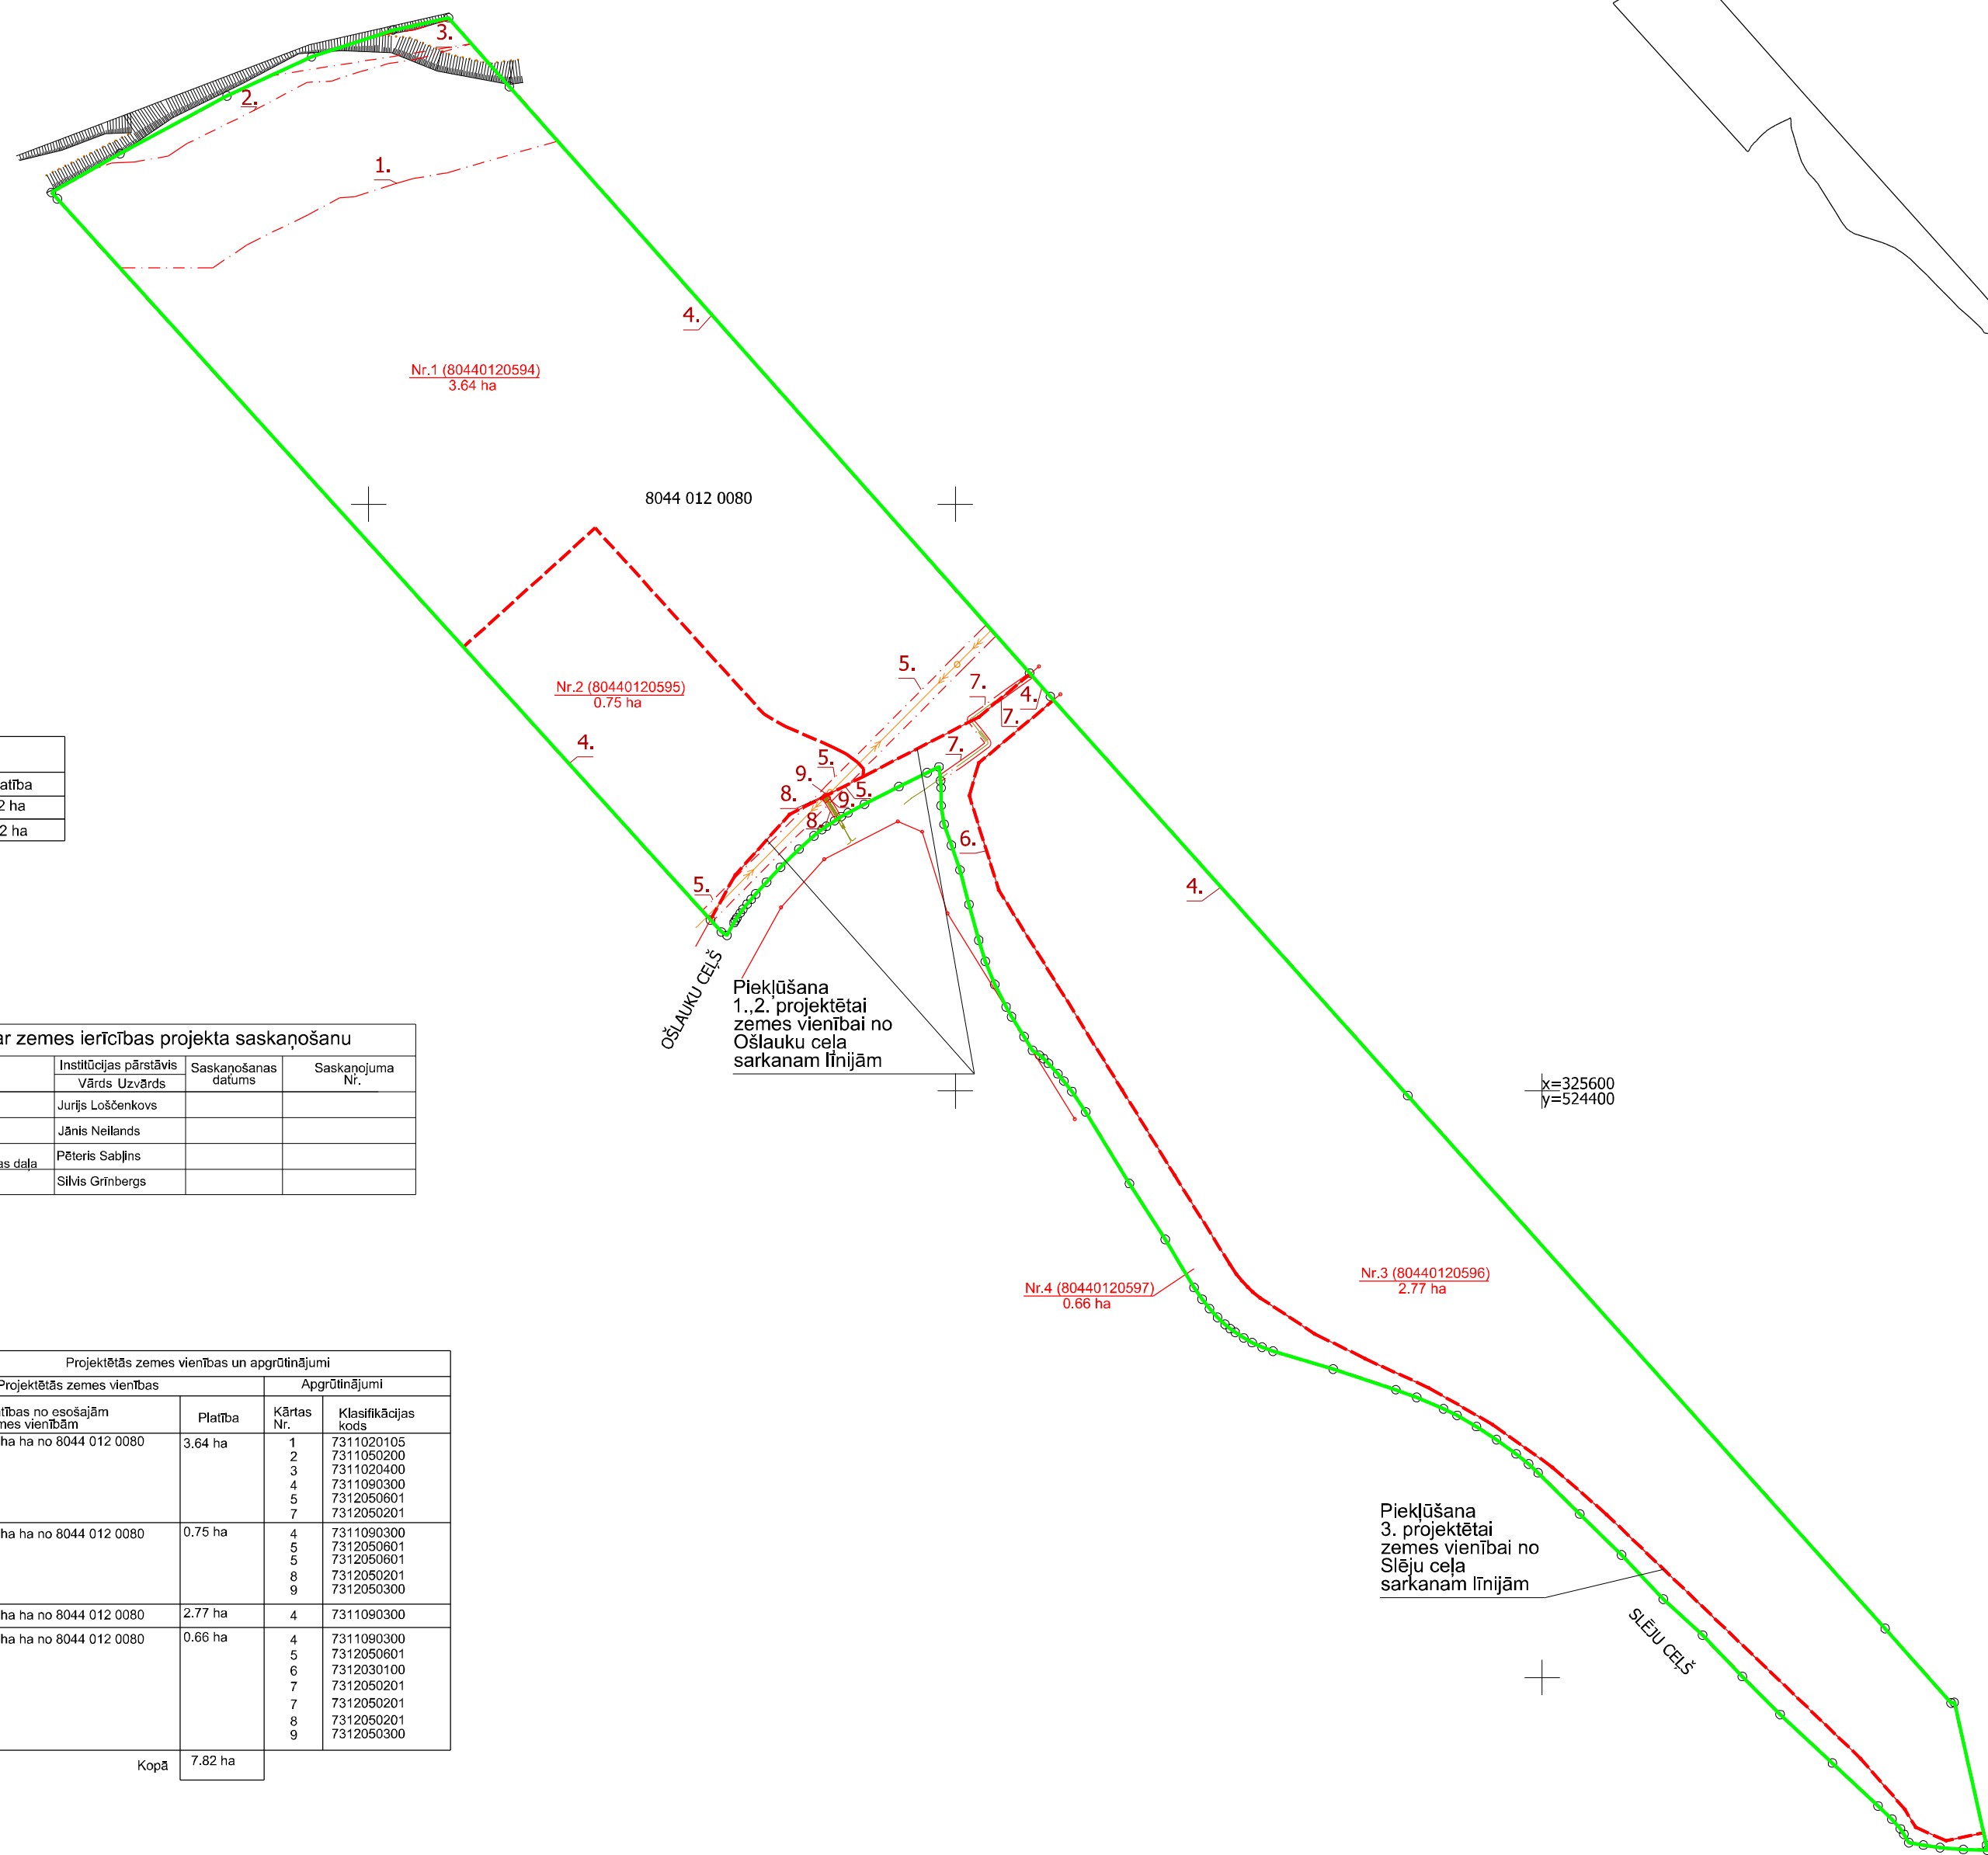 3.
2.
1.
4.
Nr.1 (80440120594)
3.64 ha
8044 012 0080
Nr.2 (80440120595)
0.75 ha
5.
7.
4.
7.
4.
7.
5.
9.
5.
8.
9.
8.
6.
5.
4.
atība
2 ha
2 ha
OŠLAUKU CEĻŠ
Piekļūšana
1.,2. projektētai
zemes vienībai no
Ošlauku ceļa
sarkanam līnijām
ar zemes ierīcības projekta saskaņošanu
Institūcijas pārstāvis
Vārds Uzvārds
Saskaņošanas
datums
Saskaņojuma
Nr.
Jurijs Loščenkovs
Jānis Neilands
as daļa
Pēteris Sabļins
Silvis Grīnbergs
x=325600
y=524400
Nr.4 (80440120597)
0.66 ha
Nr.3 (80440120596)
2.77 ha
Projektētās zemes vienības un apgrūtinājumi
Projektētās zemes vienības
Apgrūtinājumi
tības no esošajām
mes vienībām
Platība
Kārtas
Nr.
Klasifikācijas
kods
ha ha no 8044 012 0080 3.64 ha 1 7311020105
2 7311050200
3 7311020400
4 7311090300
5 7312050601
7 7312050201
ha ha no 8044 012 0080 0.75 ha 4 7311090300
5 7312050601
5 7312050601
8 7312050201
9 7312050300
ha ha no 8044 012 0080 2.77 ha 4 7311090300
ha ha no 8044 012 0080 0.66 ha 4 7311090300
5 7312050601
6 7312030100
7 7312050201
7 7312050201
8 7312050201
9 7312050300
Kopā 7.82 ha
Piekļūšana
3. projektētai
zemes vienībai no
Slēju ceļa
sarkanam līnijām
SLĒJU CEĻŠ